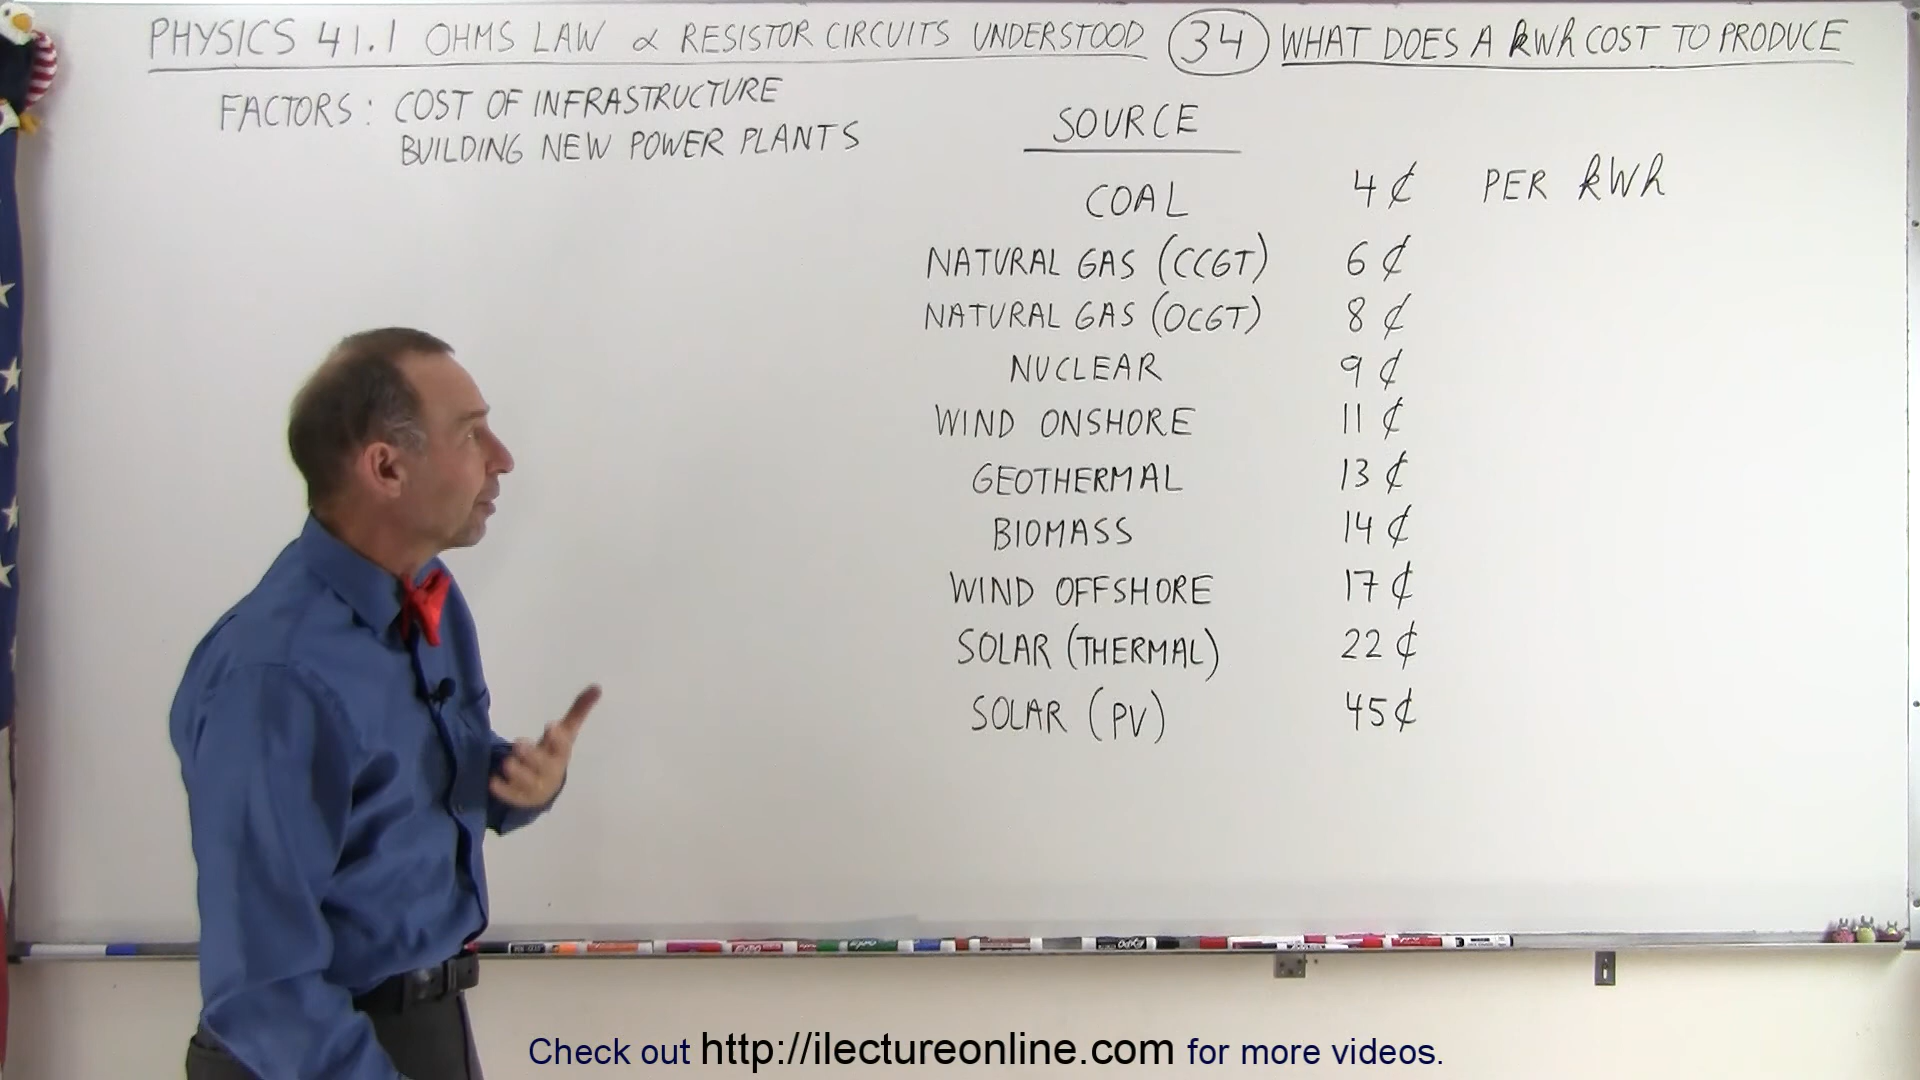 PHYSICS 41.1 OHMS LAW & RESISTOR CIRCUITS UNDERSTOOD 34 WHAT DOES A kWh COST TO PRODUCE
FACTORS: COST OF INFRASTRUCTURE
BUILDING NEW POWER PLANTS
SOURCE
COAL 4¢ PER kWh
NATURAL GAS (CCGT) 6¢
NATURAL GAS (OCGT) 8¢
NUCLEAR 9¢
WIND ONSHORE 11¢
GEOTHERMAL 13¢
BIOMASS 14¢
WIND OFFSHORE 17¢
SOLAR (THERMAL) 22¢
SOLAR (PV) 45¢
Check out http://ilectureonline.com for more videos.